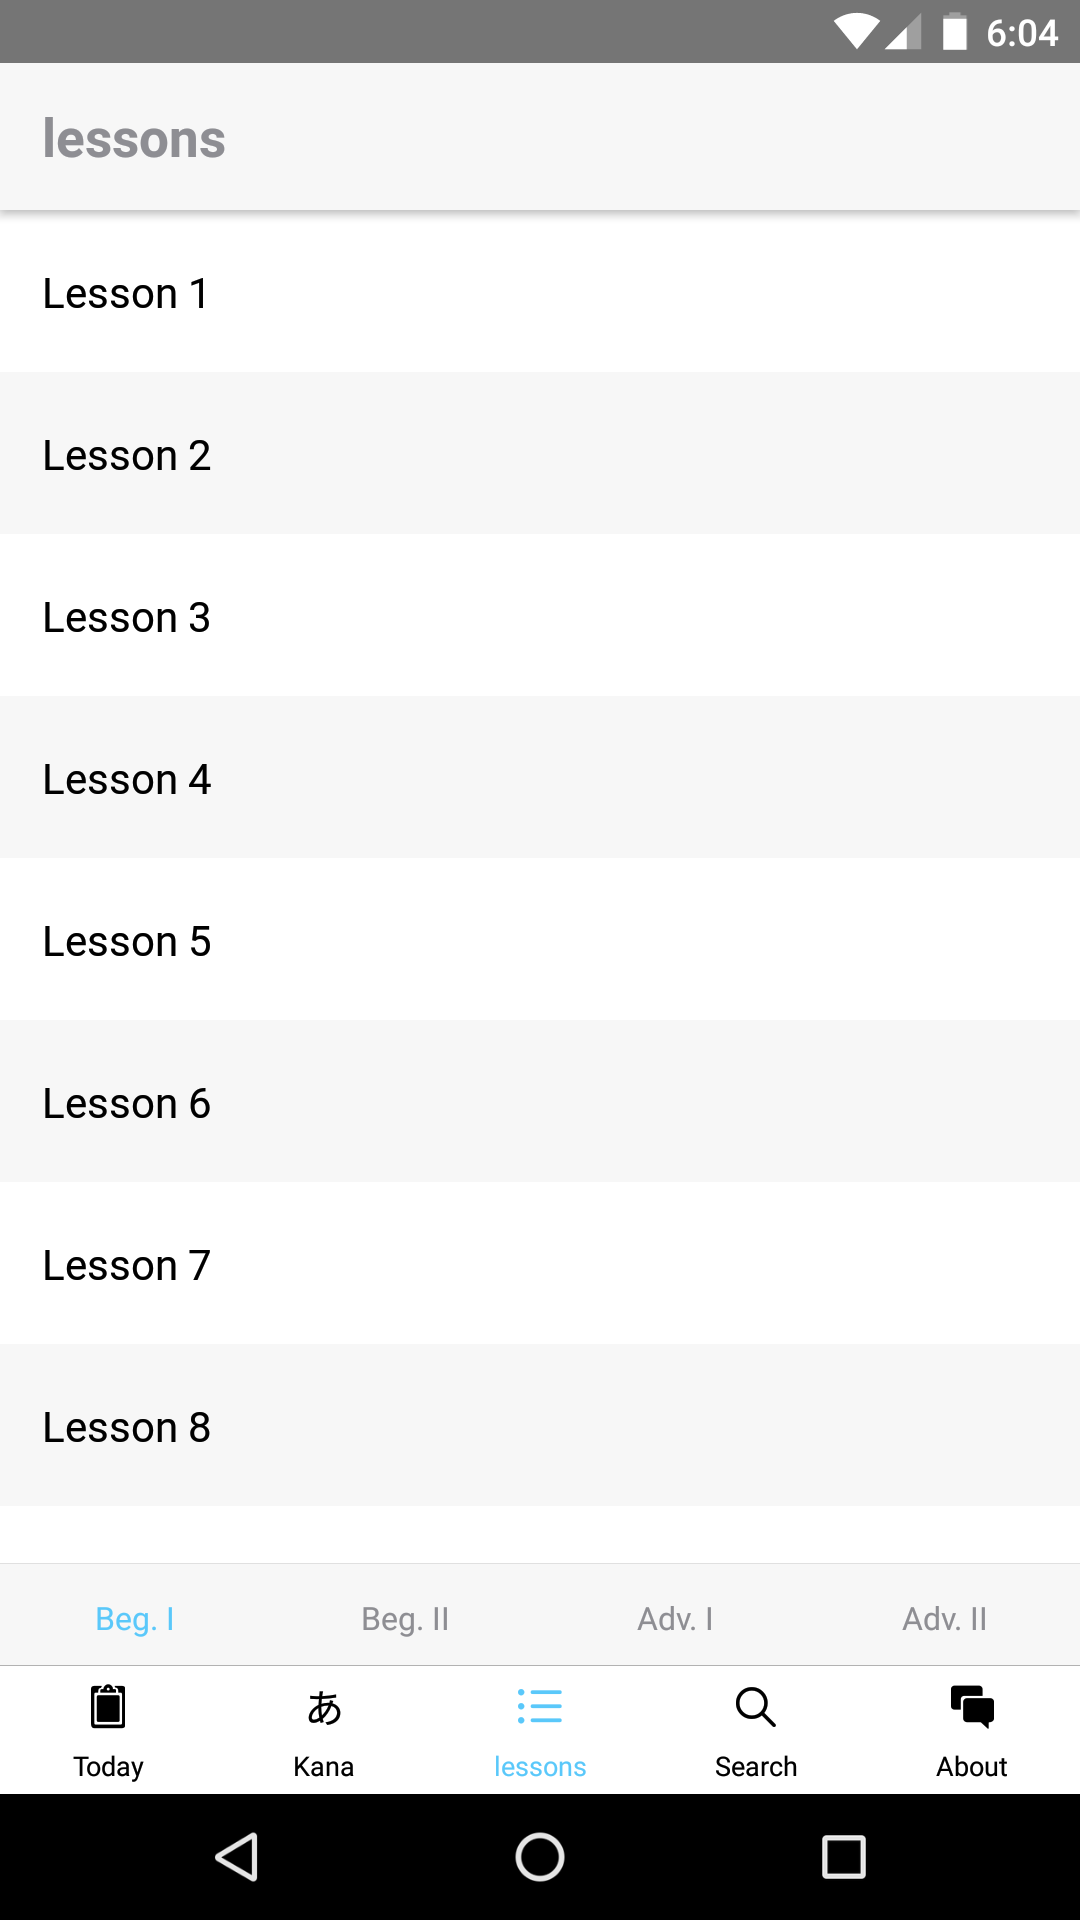 6:04
lessons
Lesson 1
Lesson 2
Lesson 3
Lesson 4
Lesson 5
Lesson 6
Lesson 7
Lesson 8
Beg. I Beg. II Adv. I Adv. II
あ
Today Kana lessons Search About